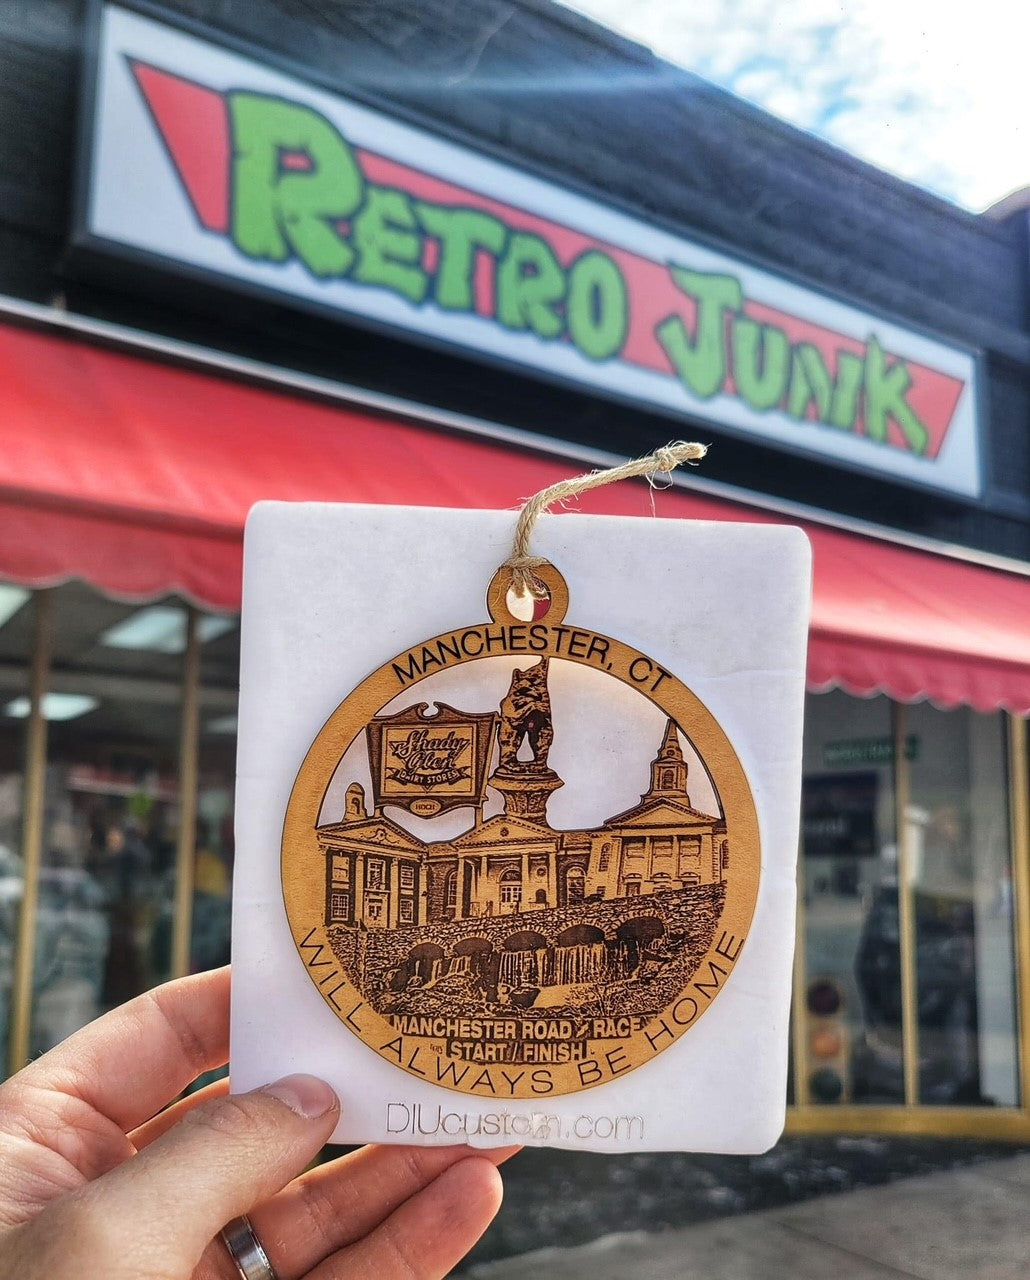 RETRO JUNK
MANCHESTER, CT
Shady
Glen
DAIRY STORES
HOCH
MANCHESTER ROAD RACE
START / FINISH
WILL ALWAYS BE HOME
DIUcustom.com